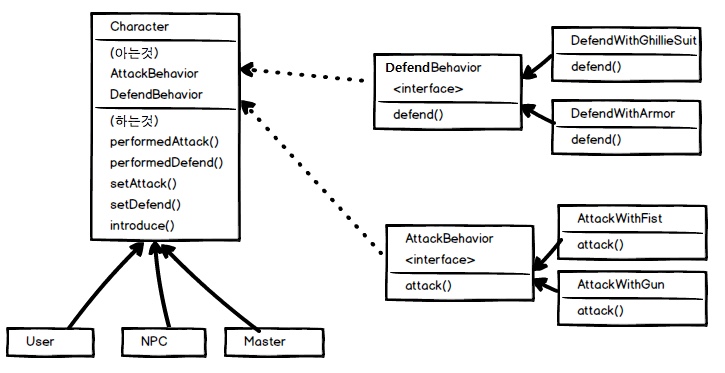 Character
(아는것)
AttackBehavior
DefendBehavior
(하는것)
performedAttack()
performedDefend()
setAttack()
setDefend()
introduce()
User
NPC
Master
DefendBehavior
<interface>
defend()
DefendWithGhillieSuit
defend()
DefendWithArmor
defend()
AttackBehavior
<interface>
attack()
AttackWithFist
attack()
AttackWithGun
attack()